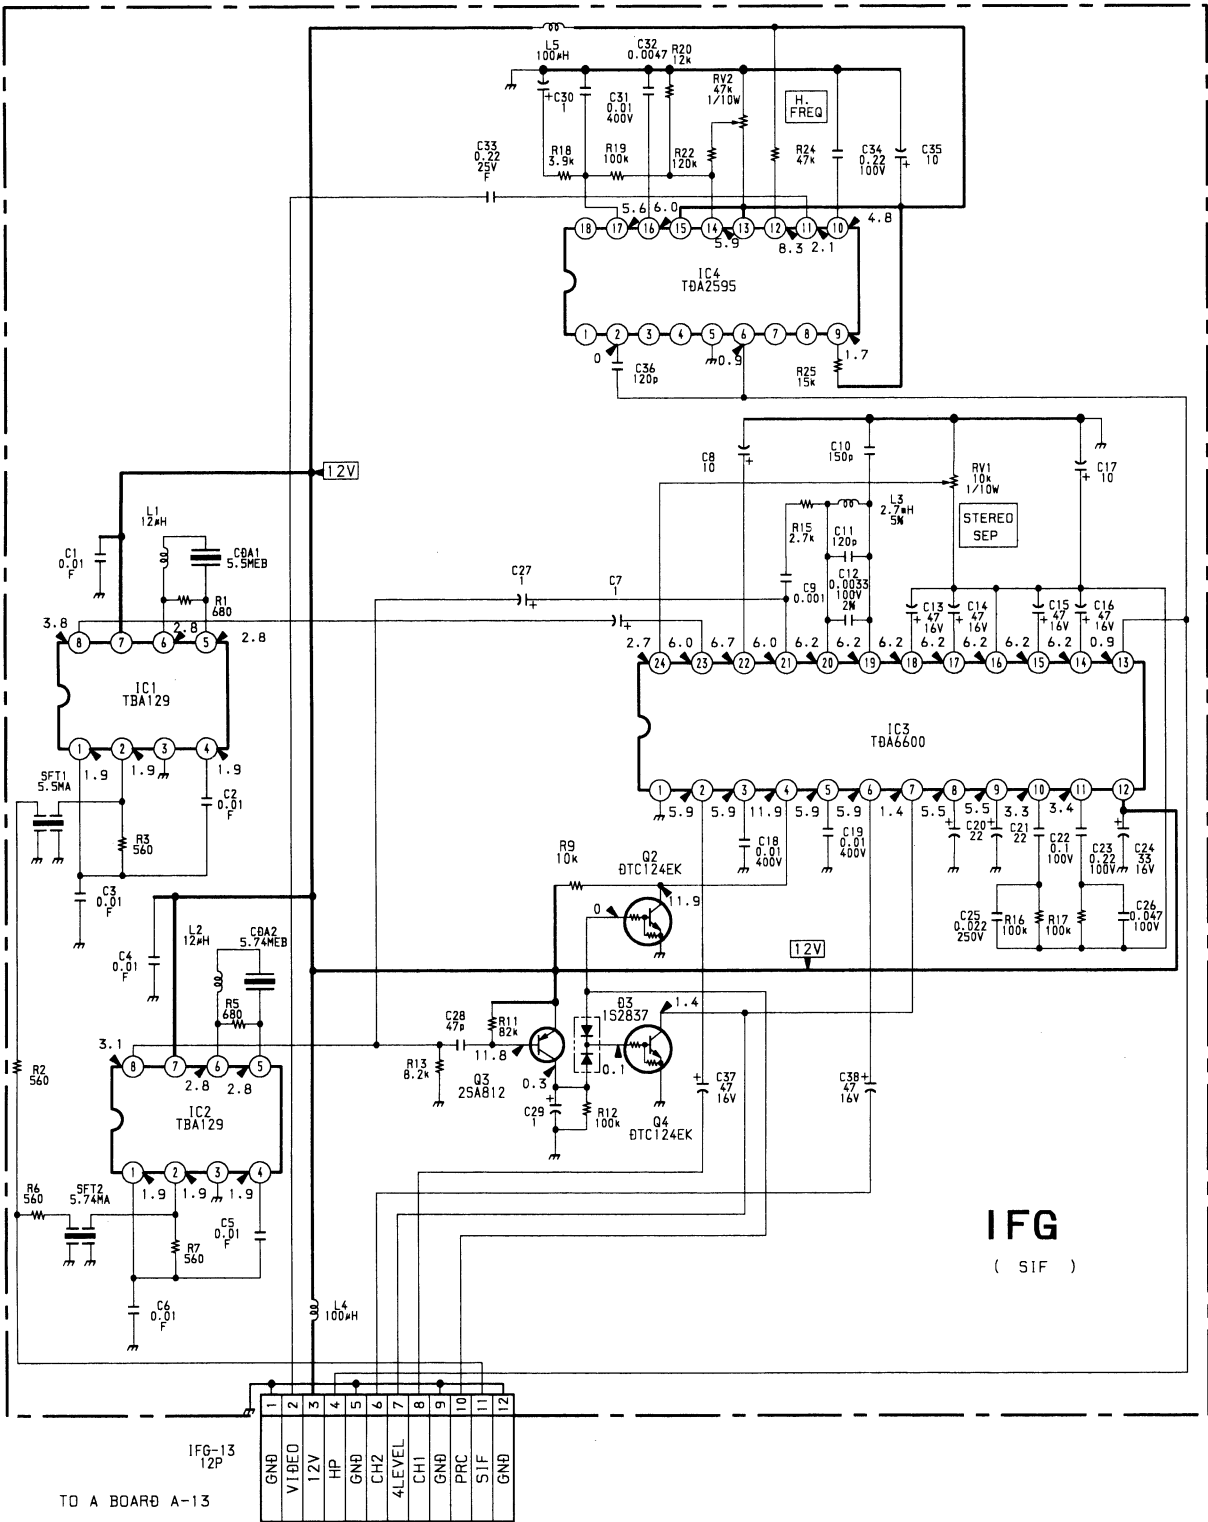 L5
100μH
C32
0.0047
R20
12k
RV2
47k
1/10W
H.
FREQ
+C30
1
C31
0.01
400V
C33
0.22
25V
F
R18
3.9k
R19
100k
R22
120k
R24
47k
C34
0.22
100V
C35
10
+
5.6
6.0
5.9
8.3
2.1
4.8
18 17 16 15 14 13 12 11 10
IC4
TDA2595
1 2 3 4 5 6 7 8 9
0
0.9
1.7
C36
120p
R25
15k
12V
C8
10
+
C10
150p
RV1
10k
1/10W
C17
10
+
STEREO
SEP
L1
12μH
C1
0.01
F
CDA1
5.5MEB
R1
680
R15
2.7k
L3
2.7mH
5%
C11
120p
C9
0.001
C12
0.0033
100V
2%
C27
1
+
C7
1
+
C13
47
16V
+
C14
47
16V
+
C15
47
16V
+
C16
47
16V
+
3.8
2.8
2.8
8 7 6 5
IC1
TBA129
1 2 3 4
1.9
1.9
1.9
2.7 6.0 6.7 6.0 6.2 6.2 6.2 6.2 6.2 6.2 6.2 0.9
24 23 22 21 20 19 18 17 16 15 14 13
IC3
TDA6600
1 2 3 4 5 6 7 8 9 10 11 12
5.9 5.9 11.9 5.9 5.9 1.4 5.5 5.5 3.3 3.4
SFT1
5.5MA
C2
0.01
F
R3
560
C3
0.01
F
C18
0.01
400V
C19
0.01
400V
+
C20
22
+
C21
22
C22
0.1
100V
C23
0.22
100V
+
C24
33
16V
R9
10k
Q2
DTC124EK
0
11.9
C25
0.022
250V
R16
100k
R17
100k
C26
0.047
100V
12V
C4
0.01
F
L2
12μH
CDA2
5.74MEB
R5
680
C28
47p
R11
82k
D3
1S2837
1.4
3.1
2.8
2.8
8 7 6 5
IC2
TBA129
1 2 3 4
1.9
1.9
1.9
R2
560
R13
8.2k
11.8
Q3
2SA812
0.3
0.1
+
C29
1
R12
100k
Q4
DTC124EK
+
C37
47
16V
C38+
47
16V
R6
560
SFT2
5.74MA
R7
560
C5
0.01
F
C6
0.01
F
L4
100μH
IFG
( SIF )
1 2 3 4 5 6 7 8 9 10 11 12
GND
VIDEO
12V
HP
GND
CH2
4LEVEL
CH1
GND
PRC
SIF
GND
IFG-13
12P
TO A BOARD A-13